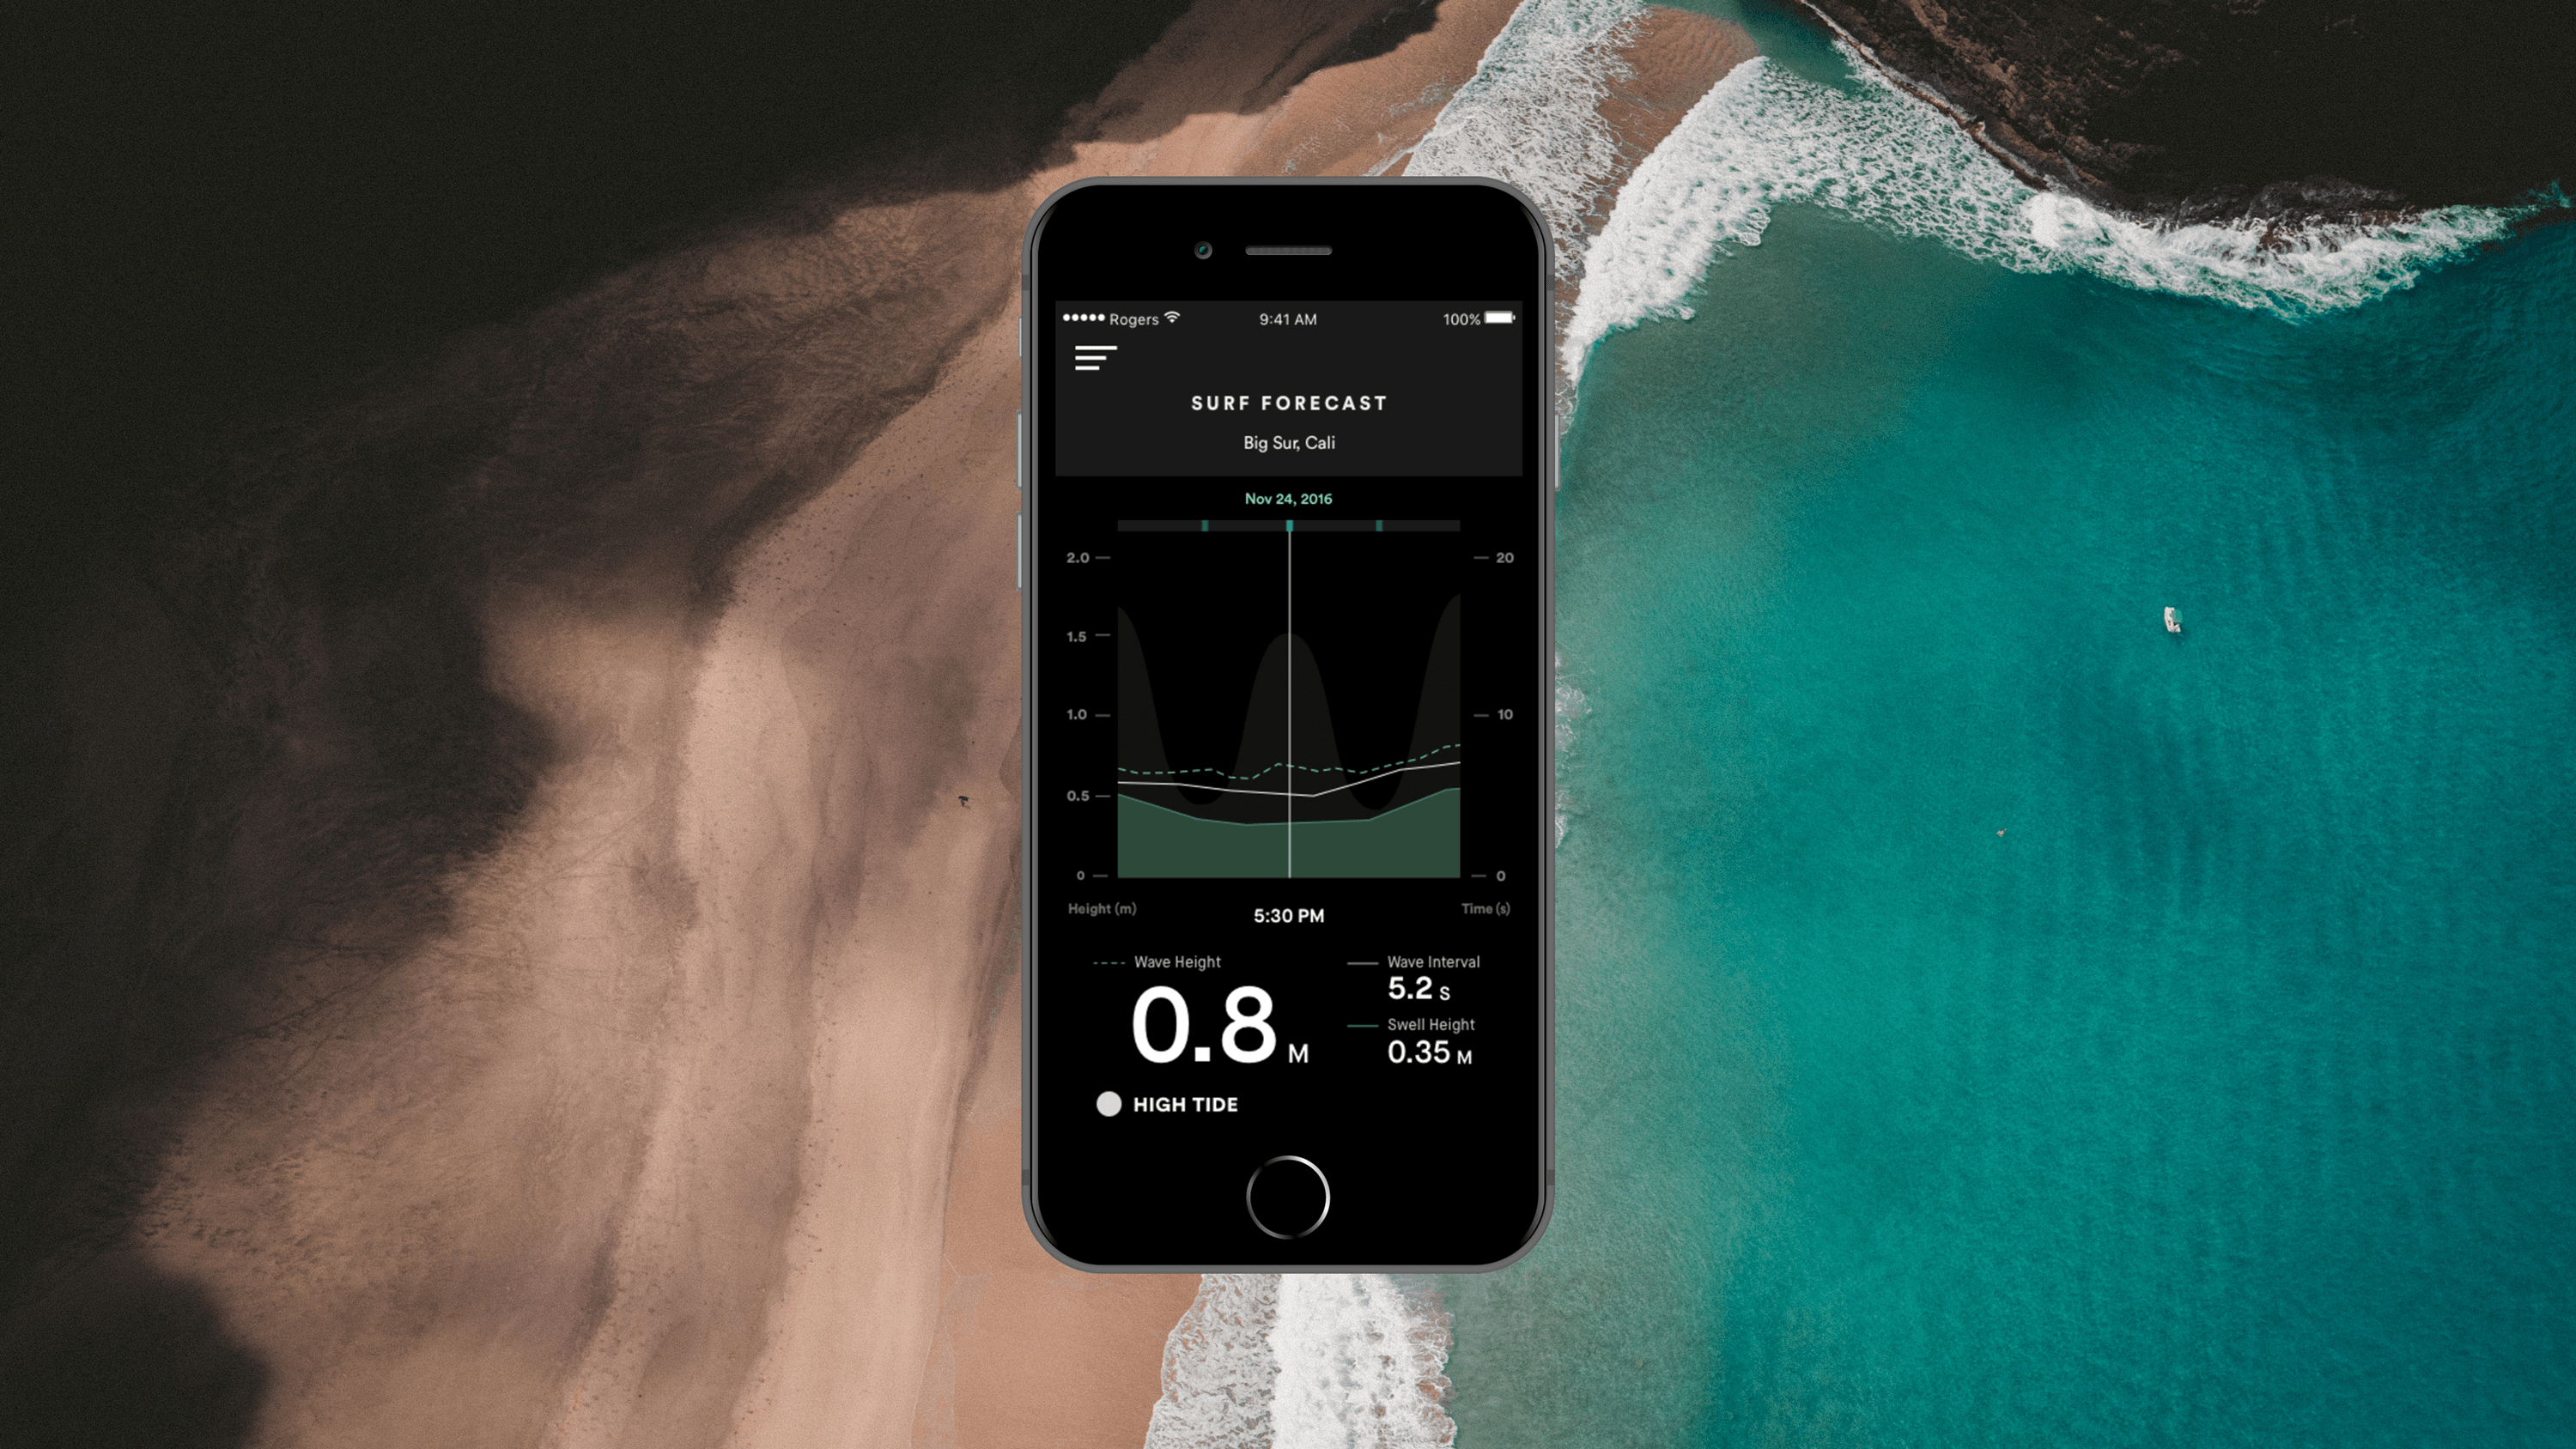 Rogers 9:41 AM 100%
SURF FORECAST
Big Sur, Cali
Nov 24, 2016
2.0 20
1.5
1.0 10
0.5
0 0
Height (m) 5:30 PM Time (s)
Wave Height Wave Interval
0.8 M 5.2 S
Swell Height
0.35 M
HIGH TIDE